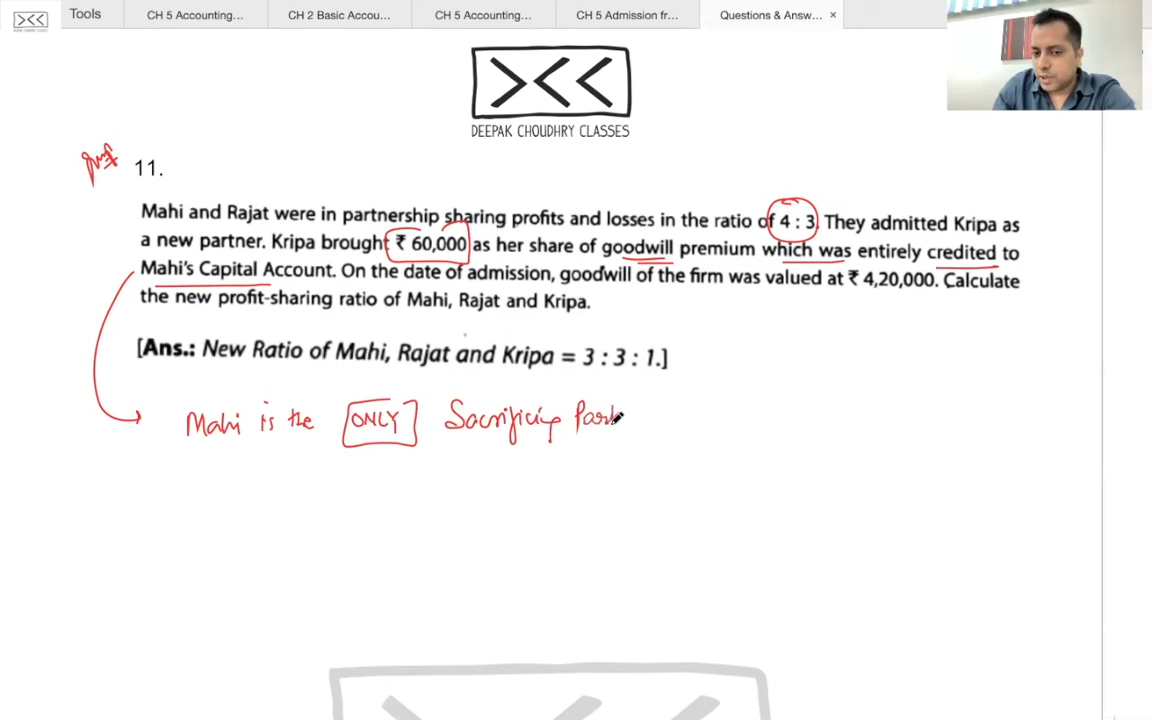 Tools
CH 5 Accounting...
CH 2 Basic Accou...
CH 5 Accounting...
CH 5 Admission fr...
Questions & Answ... ×
DEEPAK CHOUDHRY CLASSES
11.
Mahi and Rajat were in partnership sharing profits and losses in the ratio of 4 : 3. They admitted Kripa as
a new partner. Kripa brought ₹ 60,000 as her share of goodwill premium which was entirely credited to
Mahi's Capital Account. On the date of admission, goodwill of the firm was valued at ₹ 4,20,000. Calculate
the new profit-sharing ratio of Mahi, Rajat and Kripa.
[Ans.: New Ratio of Mahi, Rajat and Kripa = 3 : 3 : 1.]
Mahi is the ONLY Sacrificing Part